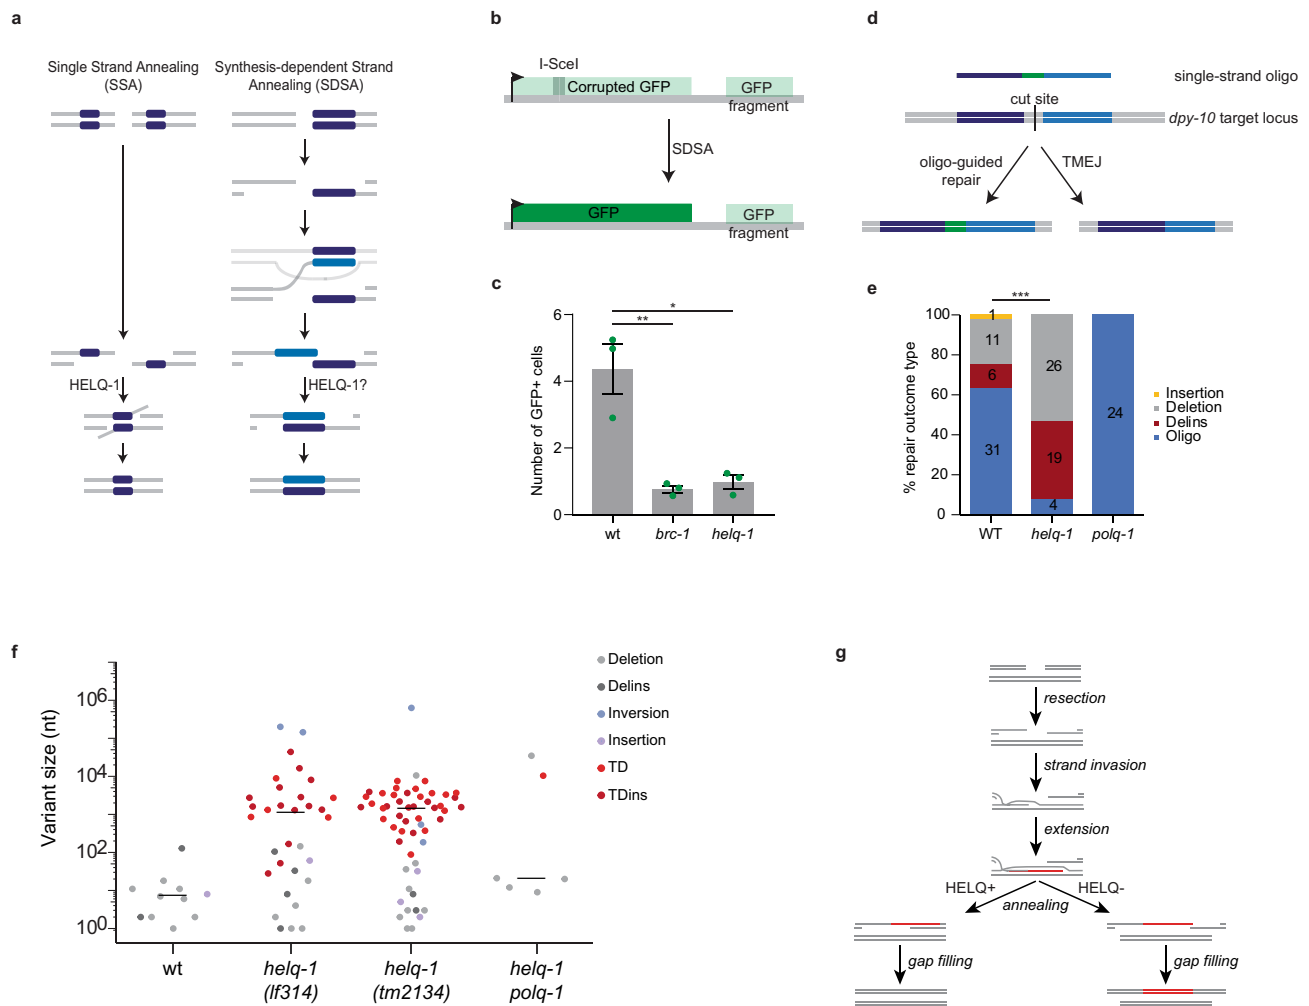 a
Single Strand Annealing
(SSA)
Synthesis-dependent Strand
Annealing (SDSA)
HELQ-1
HELQ-1?
b
I-SceI
Corrupted GFP
GFP
fragment
SDSA
GFP
GFP
fragment
c
Number of GFP+ cells
6
4
2
0
*
**
wt
brc-1
helq-1
d
single-strand oligo
cut site
dpy-10 target locus
oligo-guided
repair
TMEJ
e
% repair outcome type
100
80
60
40
20
0
***
1
11
6
31
26
19
4
24
WT
helq-1
polq-1
Insertion
Deletion
Delins
Oligo
f
Variant size (nt)
10^6
10^4
10^2
10^0
wt
helq-1
(lf314)
helq-1
(tm2134)
helq-1
polq-1
Deletion
Delins
Inversion
Insertion
TD
TDins
g
resection
strand invasion
extension
HELQ+
HELQ-
annealing
gap filling
gap filling